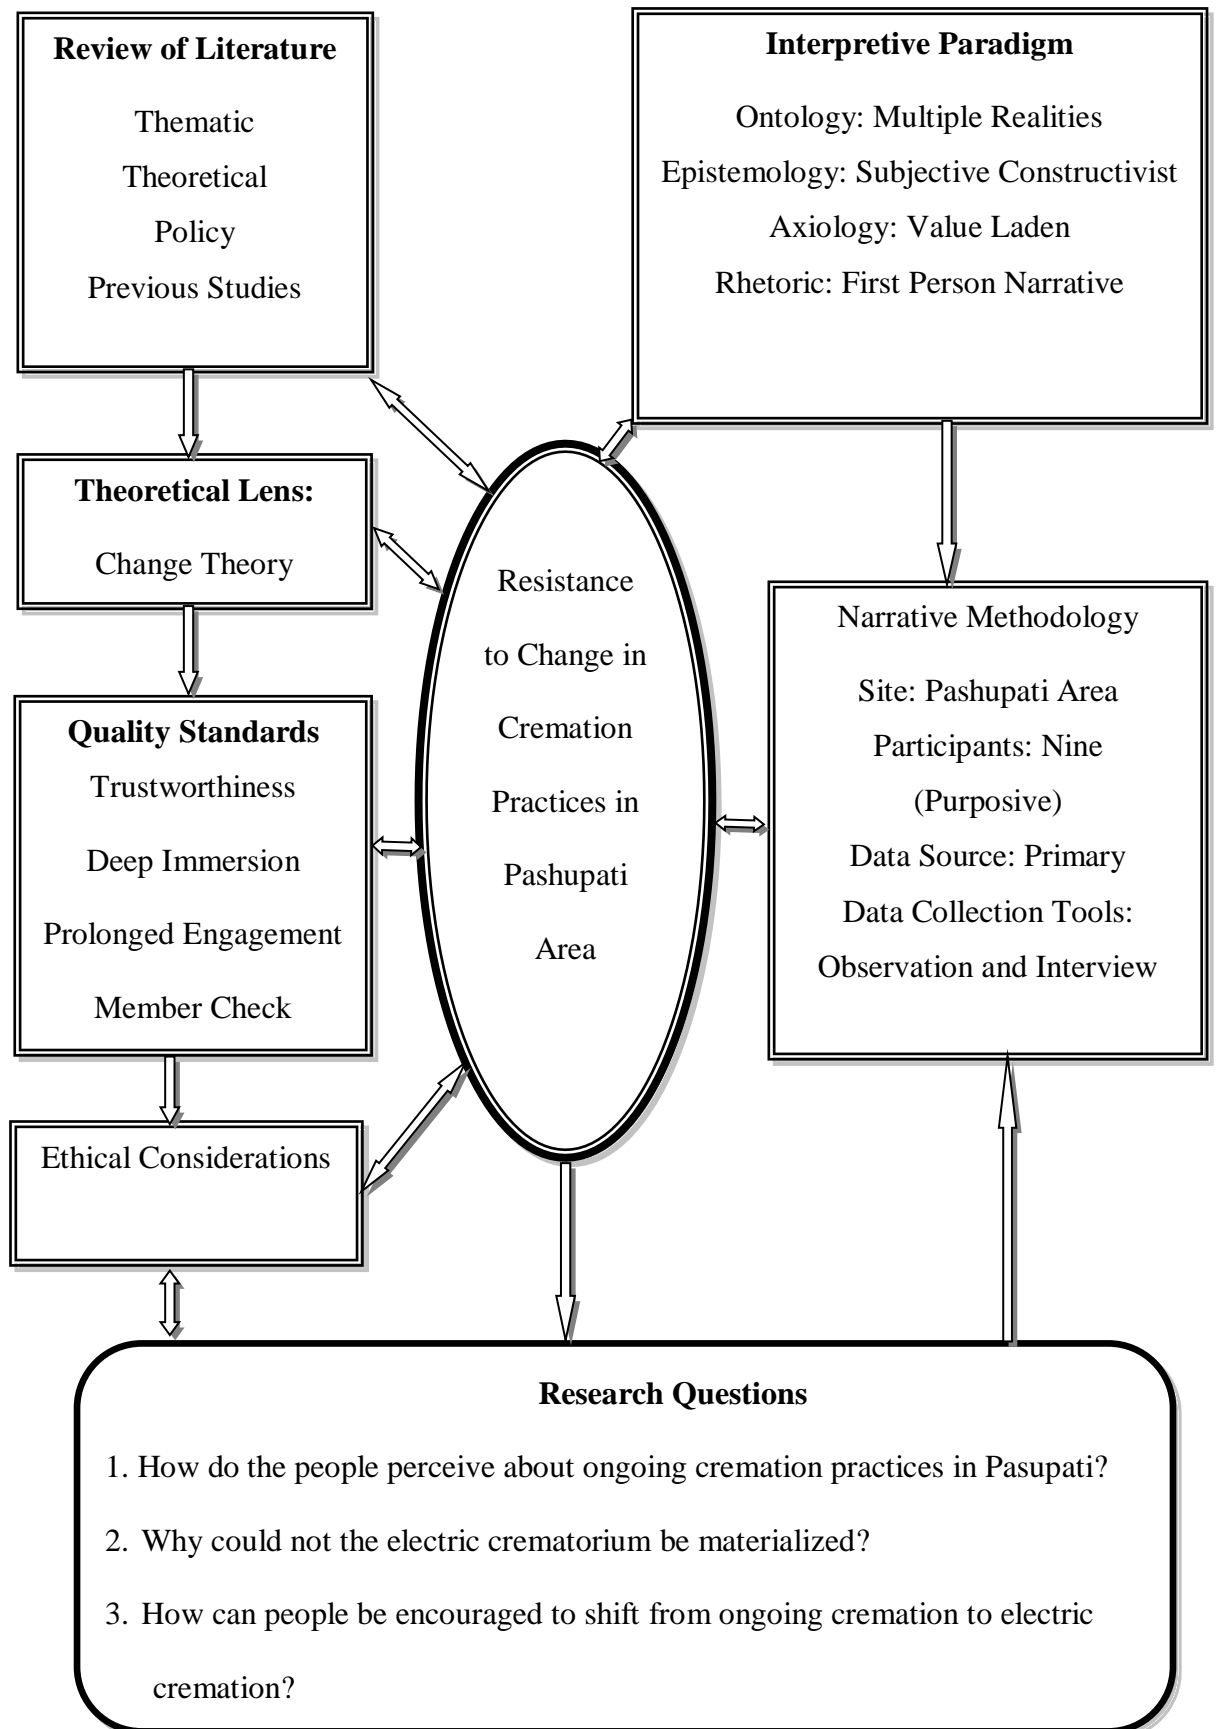 Review of Literature
Thematic
Theoretical
Policy
Previous Studies
Interpretive Paradigm
Ontology: Multiple Realities
Epistemology: Subjective Constructivist
Axiology: Value Laden
Rhetoric: First Person Narrative
Theoretical Lens:
Change Theory
Resistance
to Change in
Cremation
Practices in
Pashupati
Area
Narrative Methodology
Site: Pashupati Area
Participants: Nine
(Purposive)
Data Source: Primary
Data Collection Tools:
Observation and Interview
Quality Standards
Trustworthiness
Deep Immersion
Prolonged Engagement
Member Check
Ethical Considerations
Research Questions
1. How do the people perceive about ongoing cremation practices in Pasupati?
2. Why could not the electric crematorium be materialized?
3. How can people be encouraged to shift from ongoing cremation to electric
cremation?